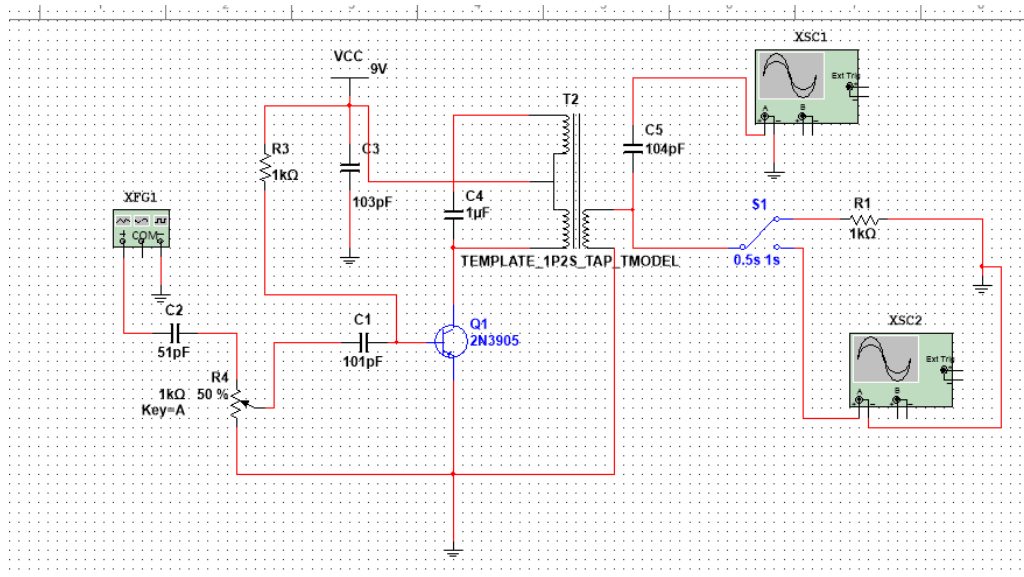 XSC1
VCC
9V
Ext Trig
A
B
T2
R3
1kΩ
C3
103pF
C5
104pF
C4
1µF
XFG1
COM
S1
R1
1kΩ
0.5s 1s
TEMPLATE_1P2S_TAP_TMODEL
C2
51pF
C1
101pF
Q1
2N3905
XSC2
Ext Trig
A
B
R4
1kΩ
50 %
Key=A